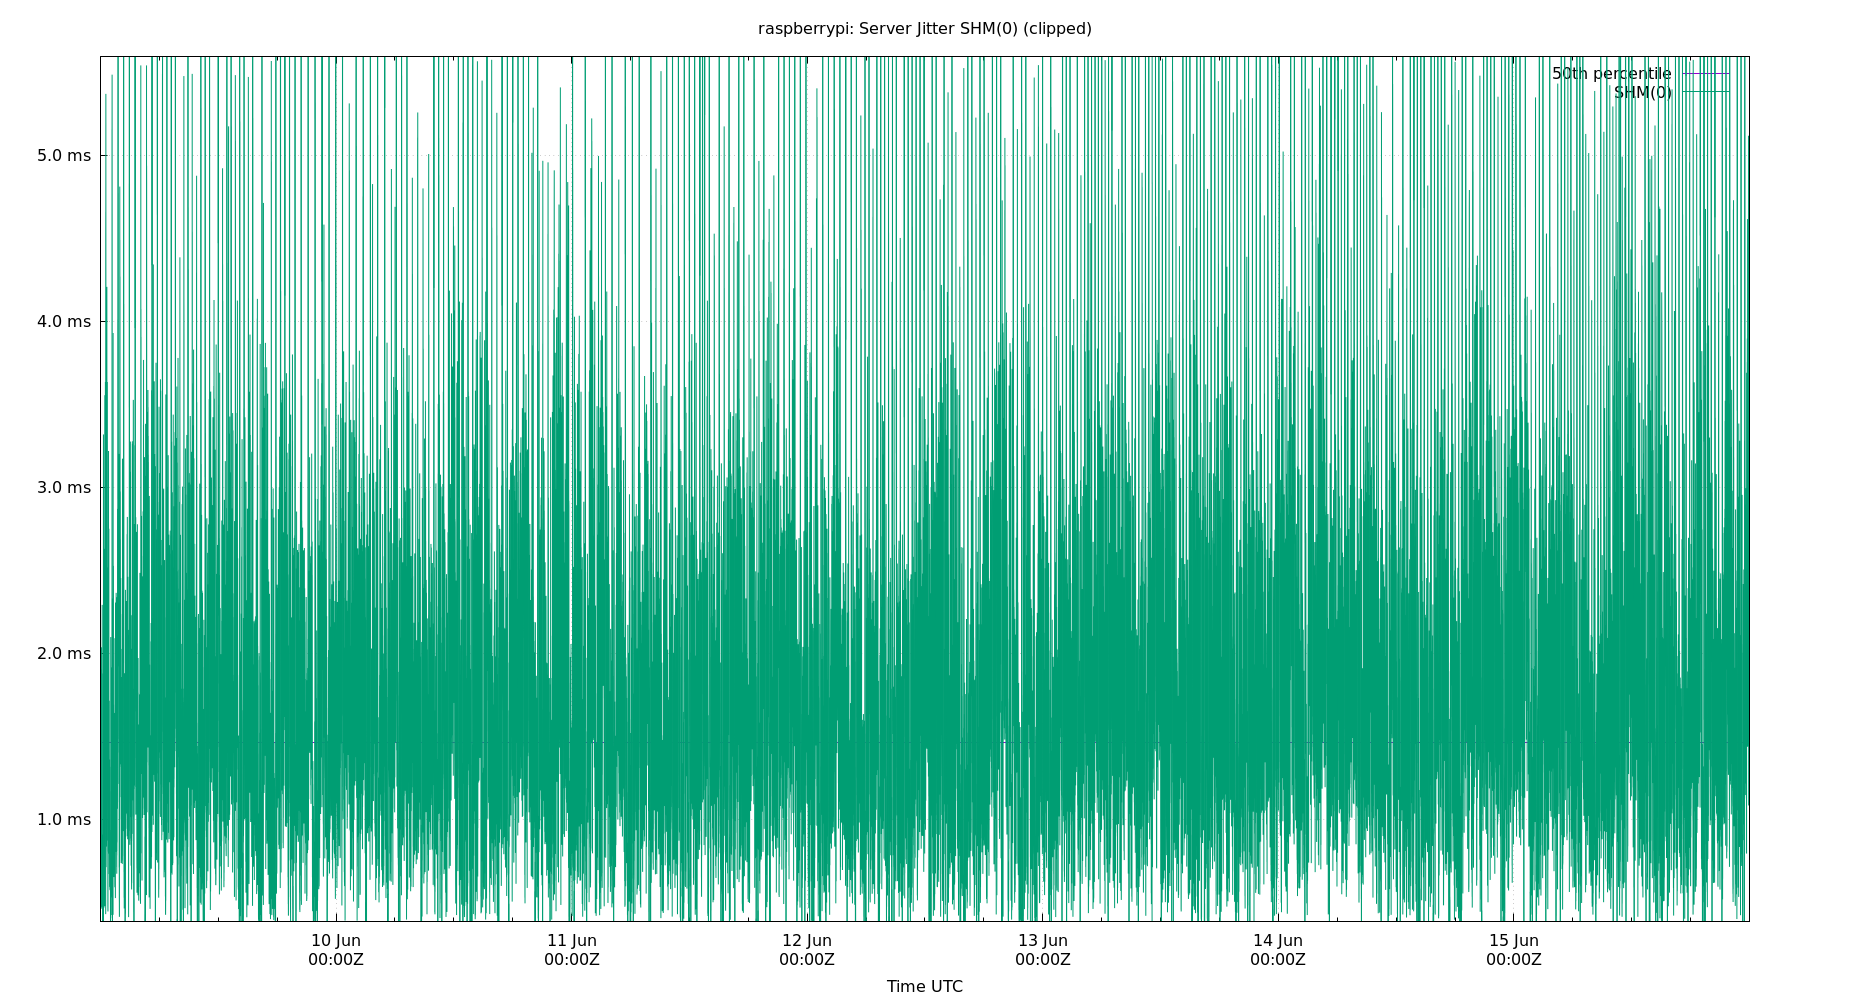 raspberrypi: Server Jitter SHM(0) (clipped)
50th percentile
SHM(0)
5.0 ms
4.0 ms
3.0 ms
2.0 ms
1.0 ms
10 Jun 11 Jun 12 Jun 13 Jun 14 Jun 15 Jun
00:00Z 00:00Z 00:00Z 00:00Z 00:00Z 00:00Z
Time UTC